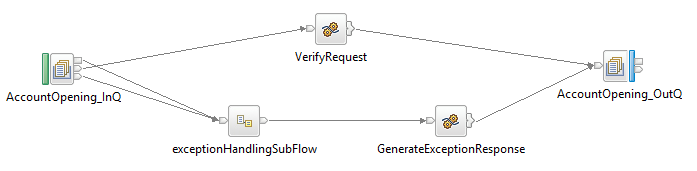 VerifyRequest
AccountOpening_InQ
AccountOpening_OutQ
exceptionHandlingSubFlow
GenerateExceptionResponse